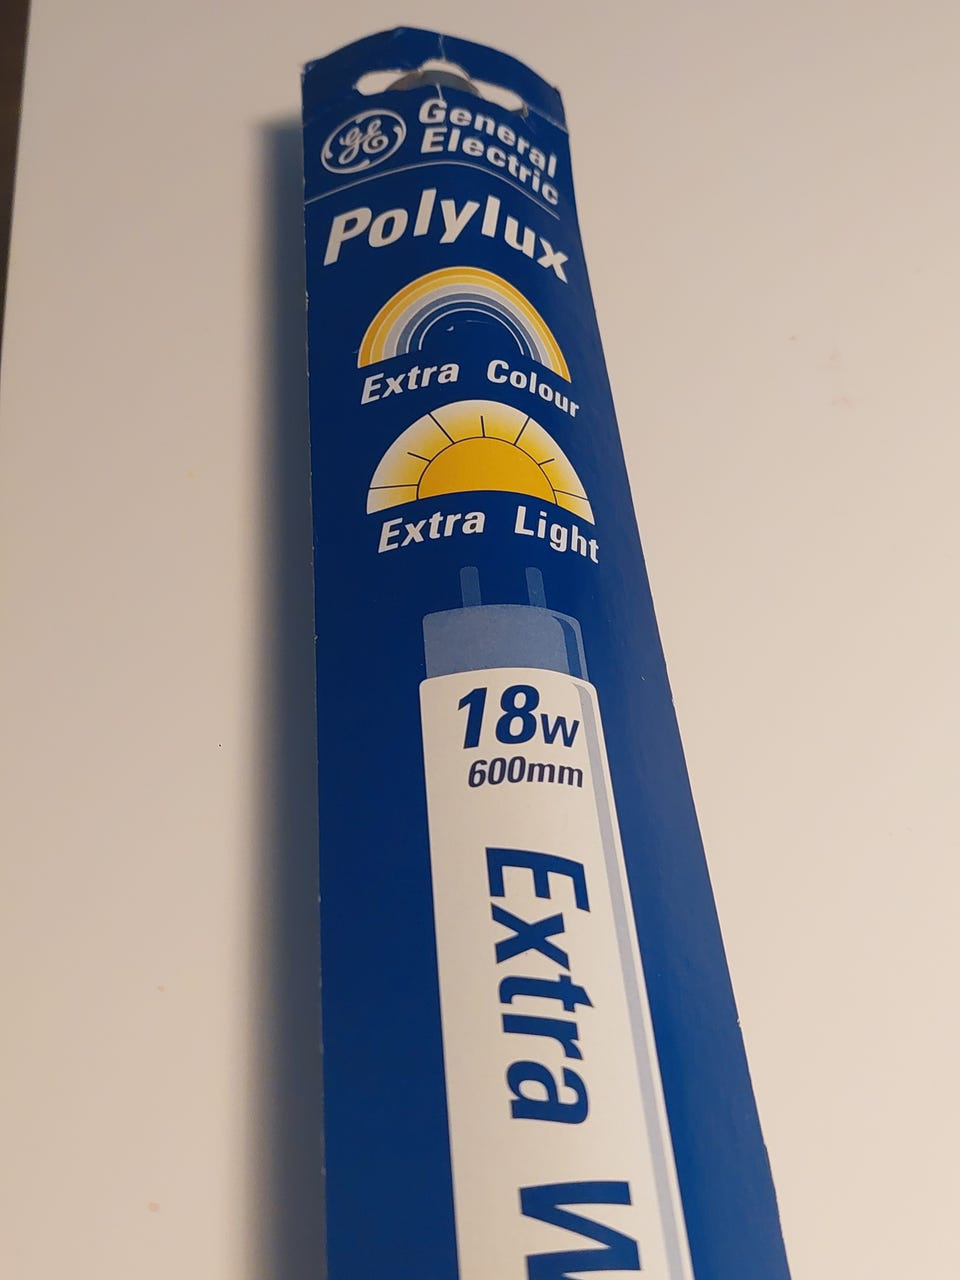 GE
General
Electric
Polylux
Extra Colour
Extra Light
18w
600mm
Extra W